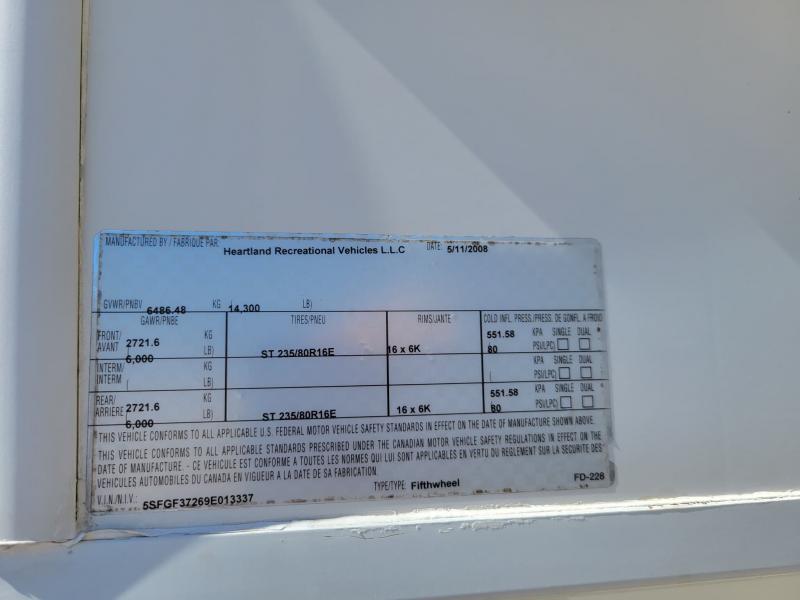 MANUFACTURED BY / FABRIQUE PAR: Heartland Recreational Vehicles L.L.C DATE: 5/11/2008
GVWR/PNBV 6486.48 KG 14,300 LB)
GAWR/PNBE TIRES/PNEU RIMS/JANTE COLD INFL. PRESS./PRESS. DE GONFL. A FROID
FRONT/ KG 551.58 KPA SINGLE DUAL
AVANT 2721.6 LB) ST 235/80R16E 16 x 6K 80 PSI/LPC)
6,000
INTERM/ KG KPA SINGLE DUAL
INTERM LB) PSI/LPC)
REAR/ KG 551.58 KPA SINGLE DUAL
ARRIERE 2721.6 LB) ST 235/80R16E 16 x 6K 80 PSI/LPC)
6,000
THIS VEHICLE CONFORMS TO ALL APPLICABLE U.S. FEDERAL MOTOR VEHICLE SAFETY STANDARDS IN EFFECT ON THE DATE OF MANUFACTURE SHOWN ABOVE.
THIS VEHICLE CONFORMS TO ALL APPLICABLE STANDARDS PRESCRIBED UNDER THE CANADIAN MOTOR VEHICLE SAFETY REGULATIONS IN EFFECT ON THE
DATE OF MANUFACTURE. - CE VEHICULE EST CONFORME A TOUTES LES NORMES QUI LUI SONT APPLICABLES EN VERTU DU REGLEMENT SUR LA SECURITE DES
VEHICULES AUTOMOBILES DU CANADA EN VIGUEUR A LA DATE DE SA FABRICATION.
V.I.N./N.I.V.: 5SFGF37269E013337 TYPE/TYPE: Fifthwheel FD-228